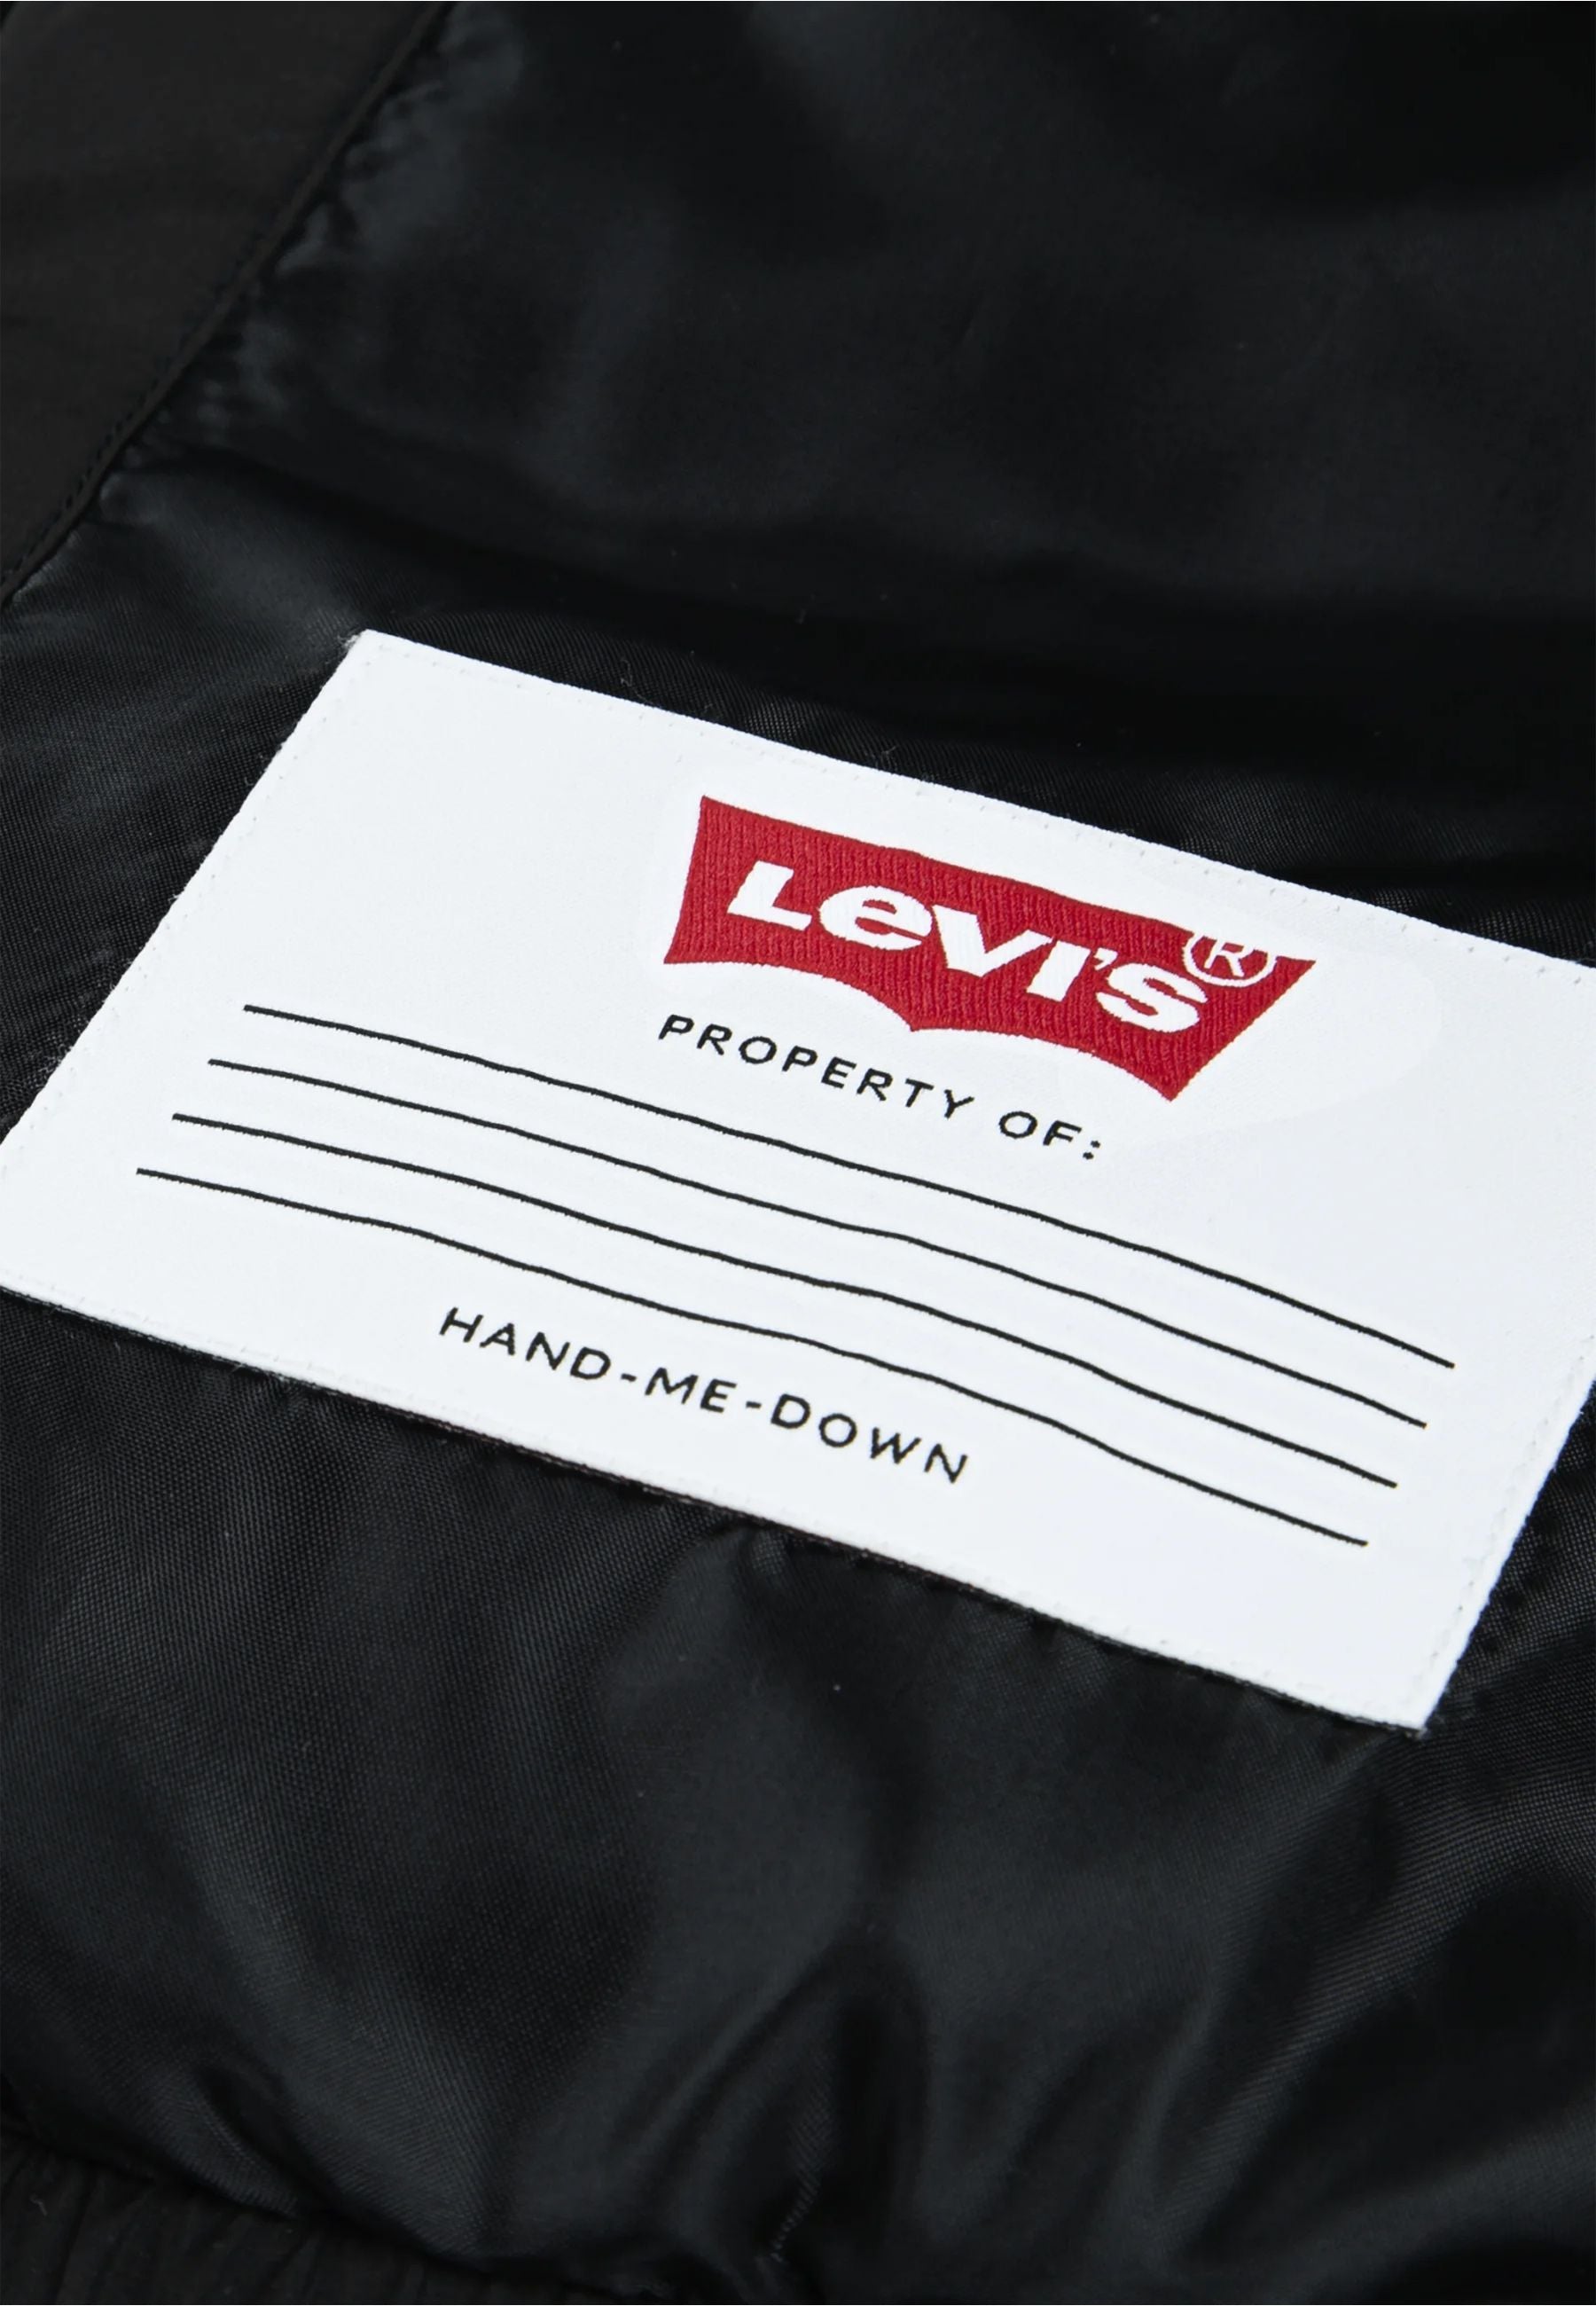 Levi's®
PROPERTY OF:
HAND-ME-DOWN